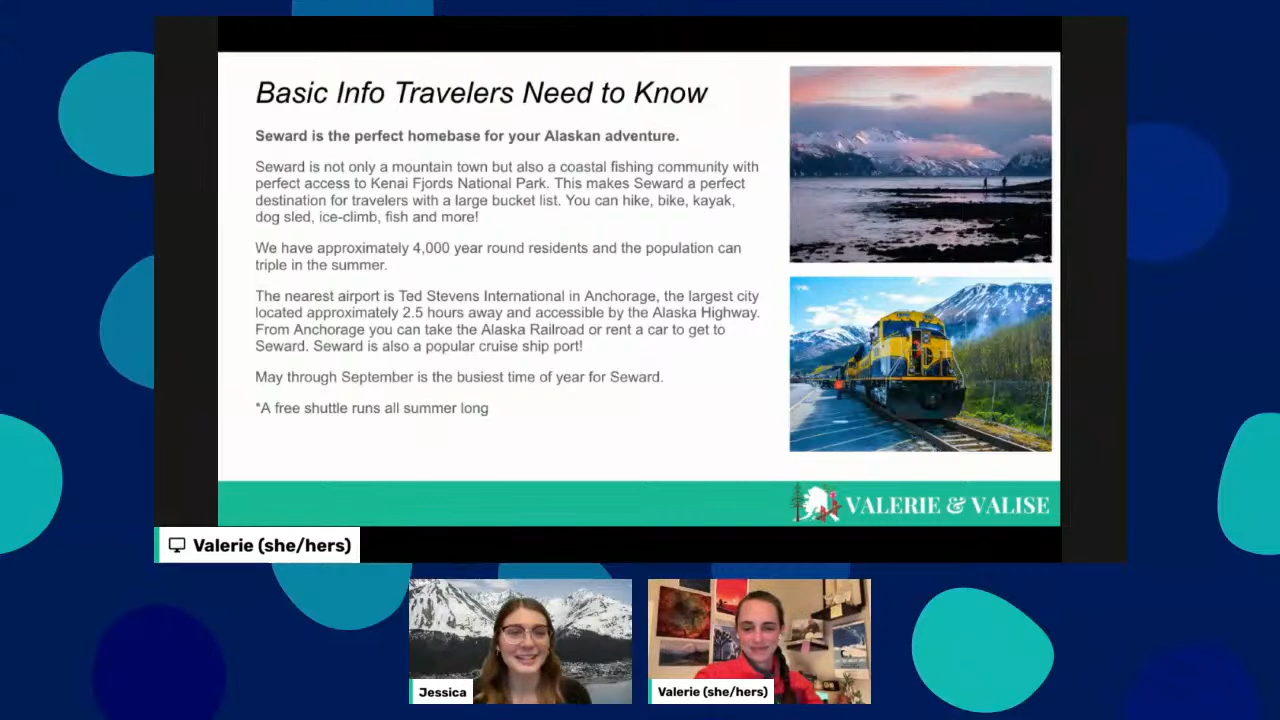 Basic Info Travelers Need to Know
Seward is the perfect homebase for your Alaskan adventure.
Seward is not only a mountain town but also a coastal fishing community with
perfect access to Kenai Fjords National Park. This makes Seward a perfect
destination for travelers with a large bucket list. You can hike, bike, kayak,
dog sled, ice-climb, fish and more!
We have approximately 4,000 year round residents and the population can
triple in the summer.
The nearest airport is Ted Stevens International in Anchorage, the largest city
located approximately 2.5 hours away and accessible by the Alaska Highway.
From Anchorage you can take the Alaska Railroad or rent a car to get to
Seward. Seward is also a popular cruise ship port!
May through September is the busiest time of year for Seward.
*A free shuttle runs all summer long
VALERIE & VALISE
Valerie (she/hers)
Jessica
Valerie (she/hers)